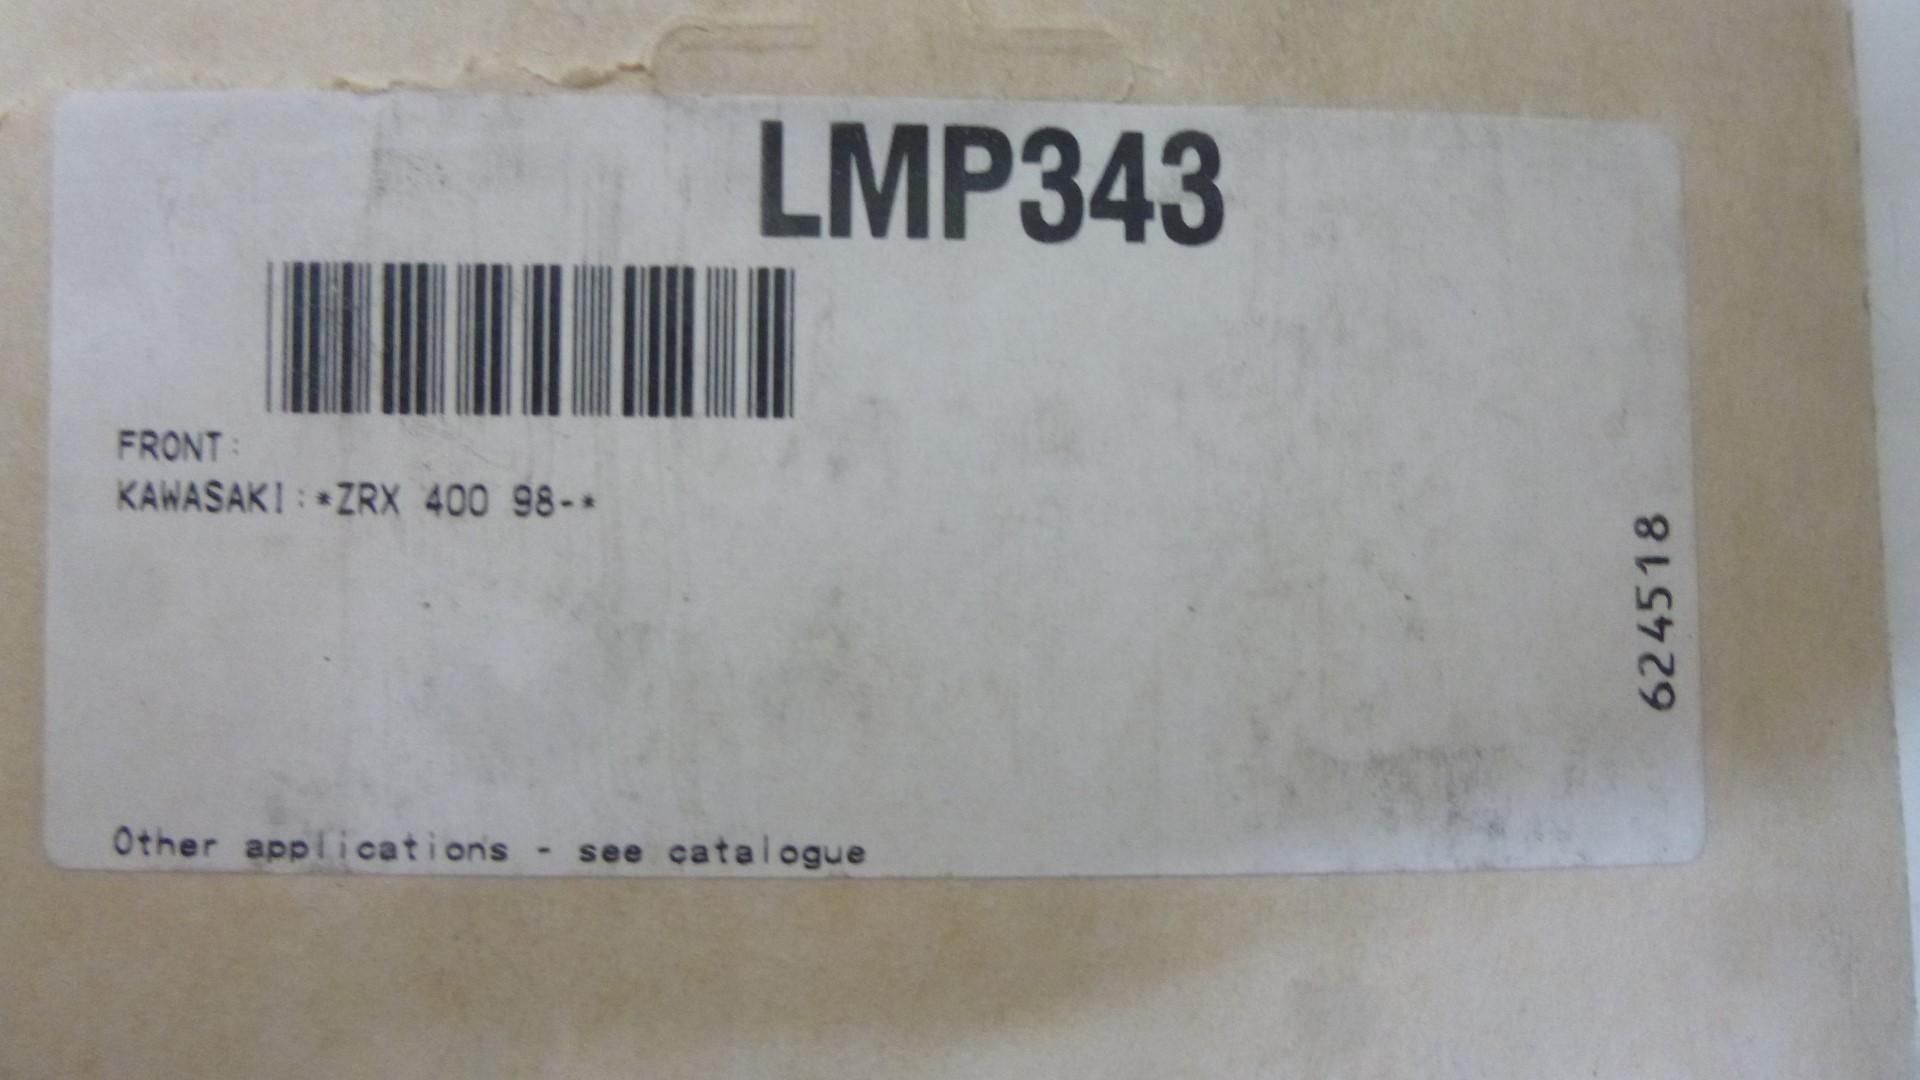 LMP343
FRONT:
KAWASAKI:*ZRX 400 98-*
624518
Other applications - see catalogue